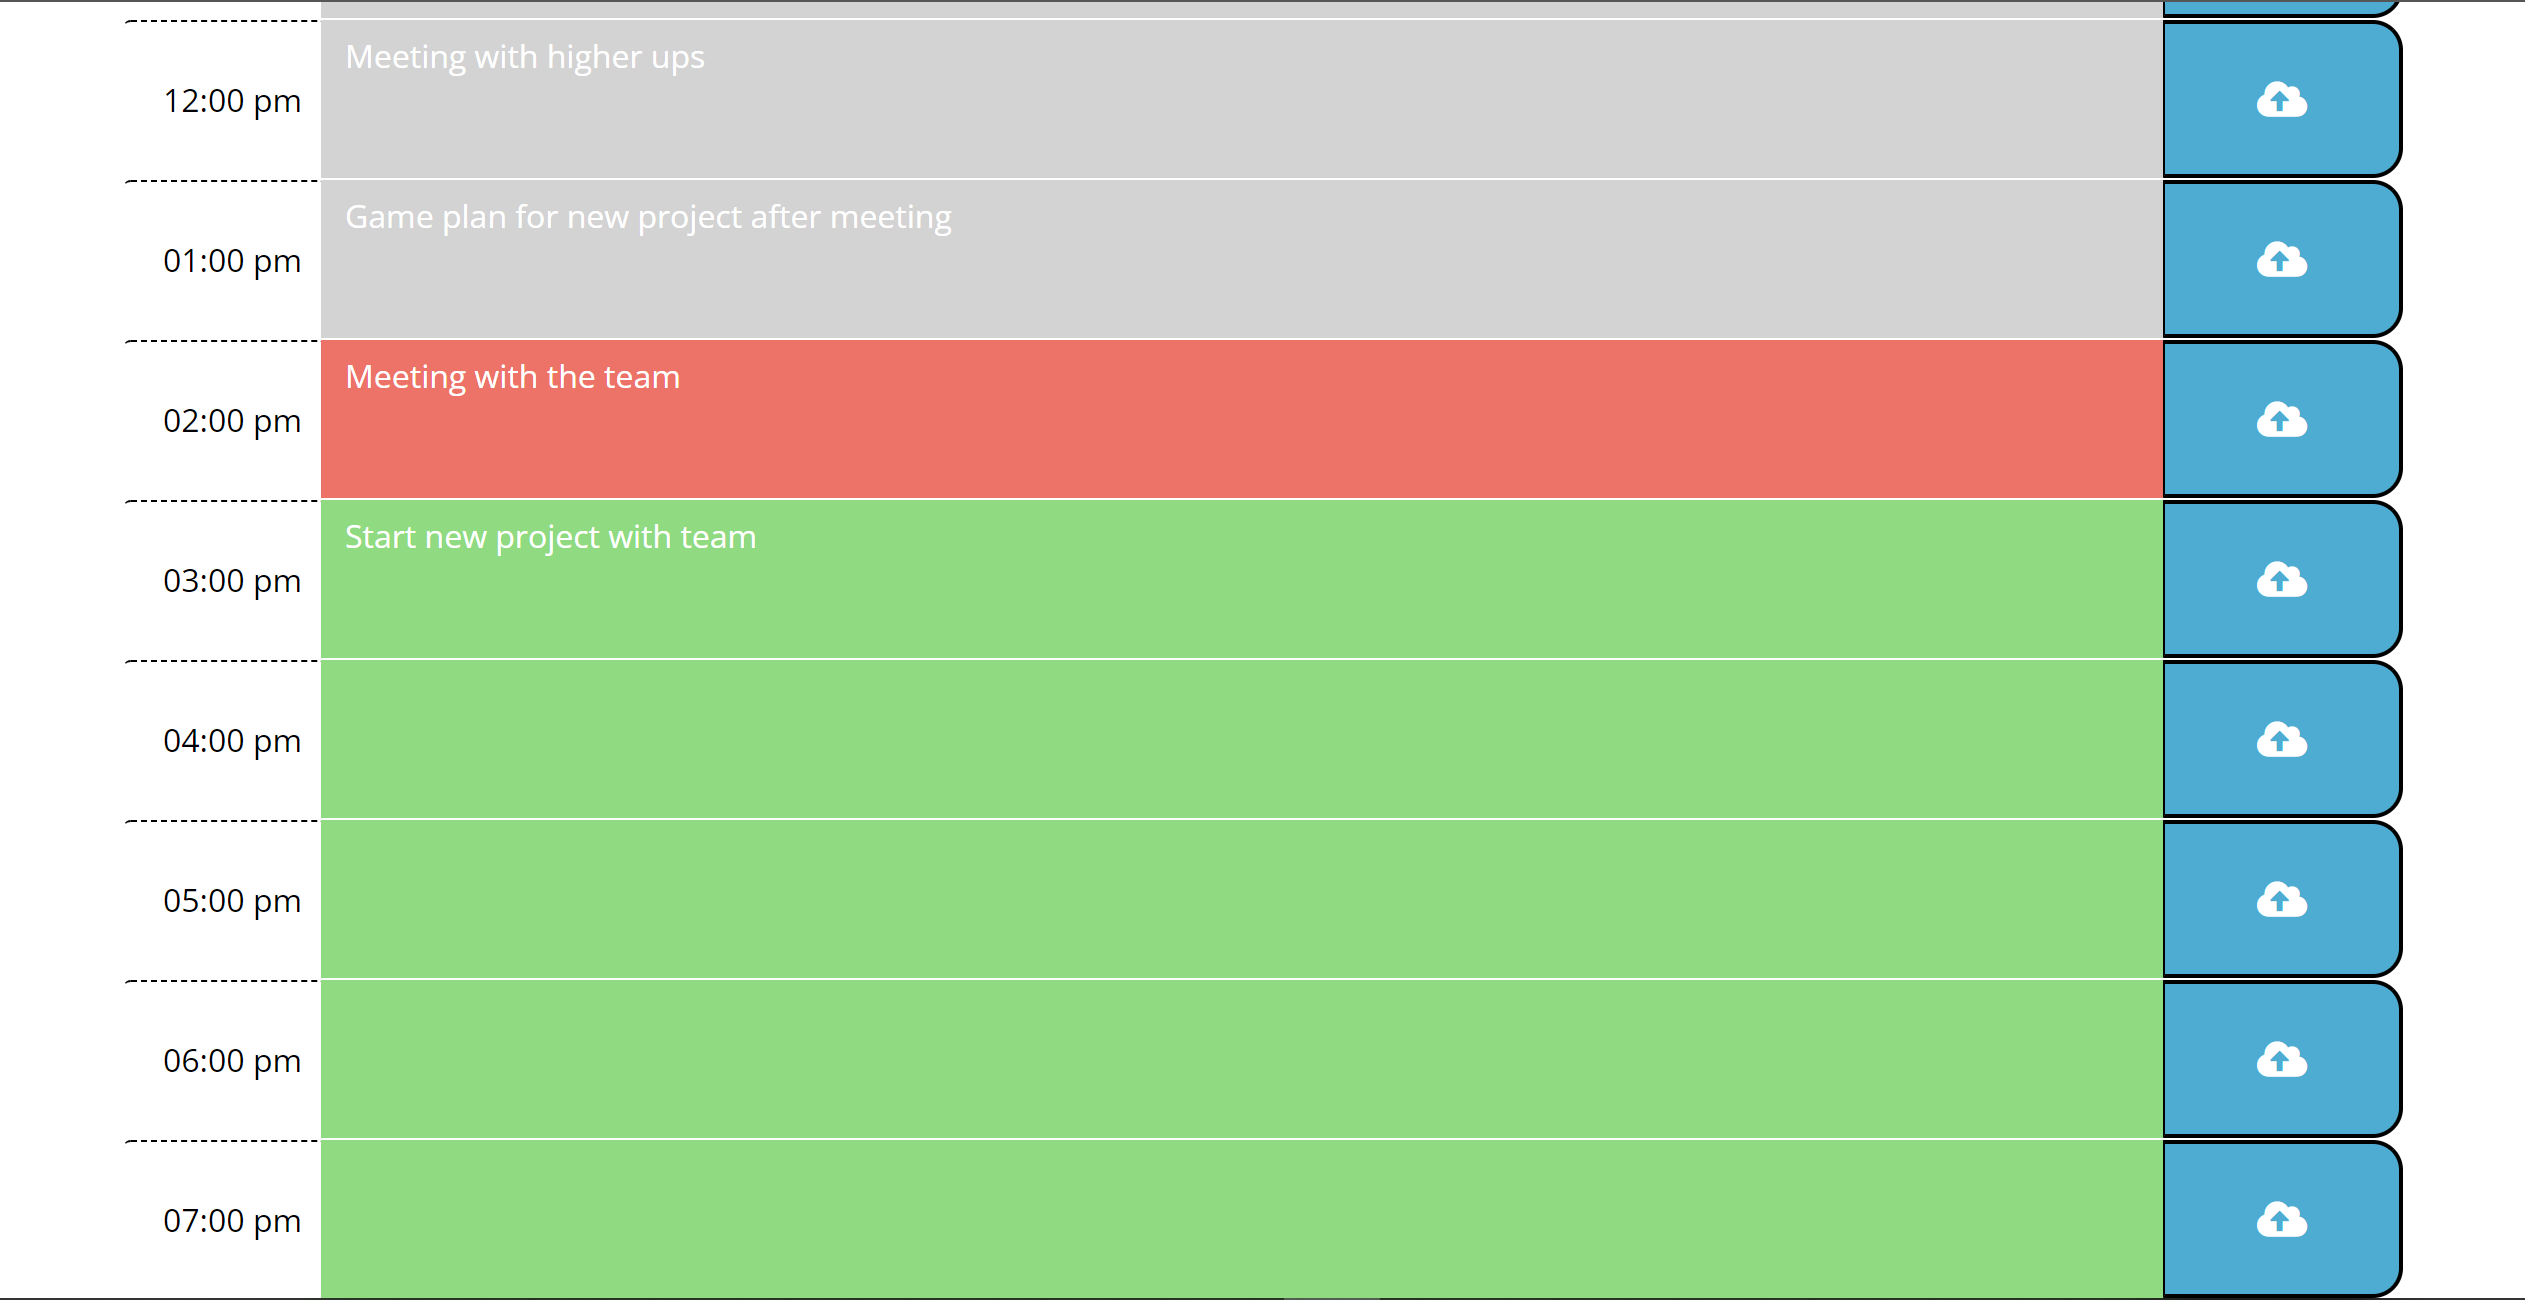 Meeting with higher ups
12:00 pm
Game plan for new project after meeting
01:00 pm
Meeting with the team
02:00 pm
Start new project with team
03:00 pm
04:00 pm
05:00 pm
06:00 pm
07:00 pm